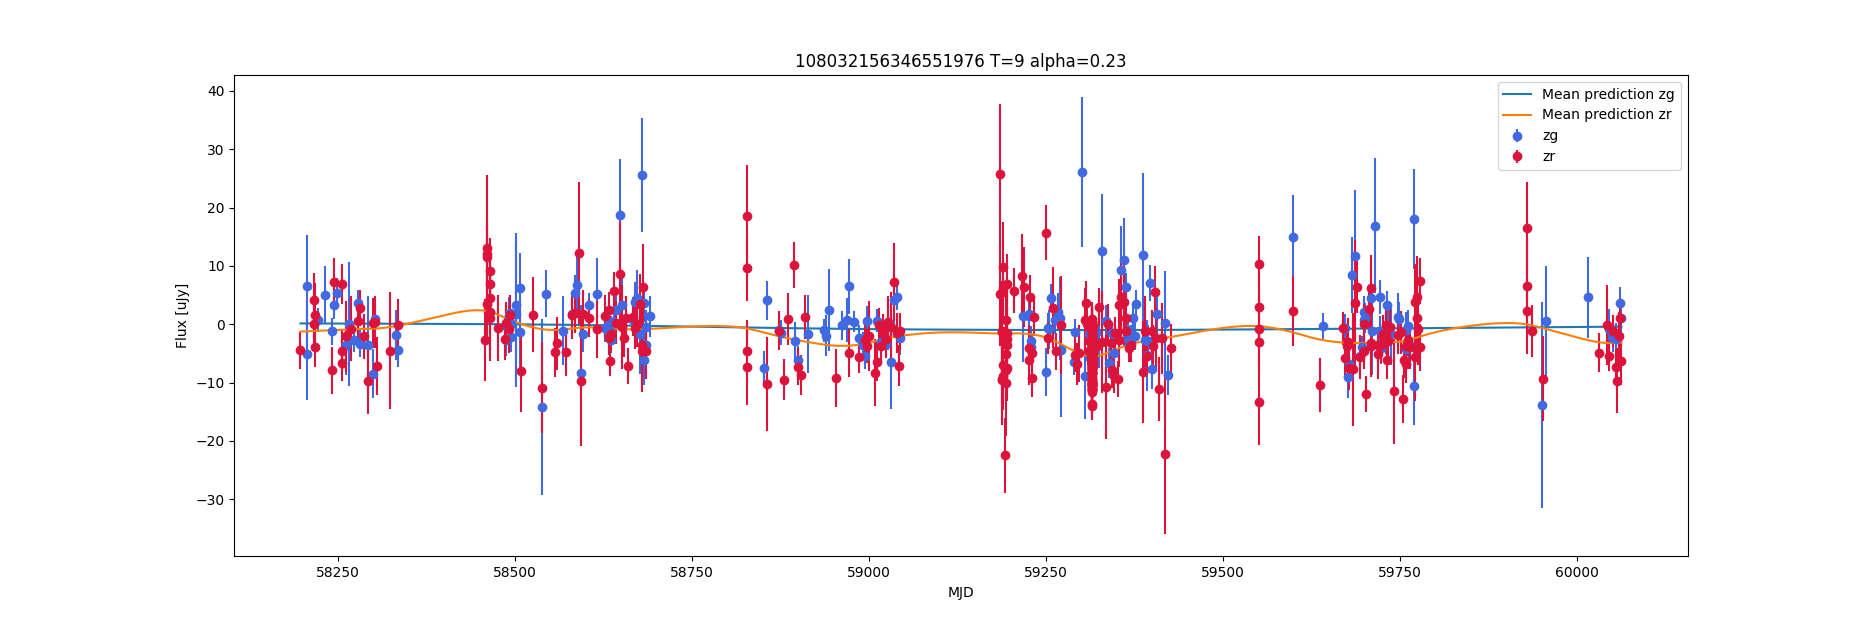 108032156346551976 T=9 alpha=0.23
Mean prediction zg
Mean prediction zr
zg
zr
Flux [uJy]
40
30
20
10
0
−10
−20
−30
58250
58500
58750
59000
59250
59500
59750
60000
MJD